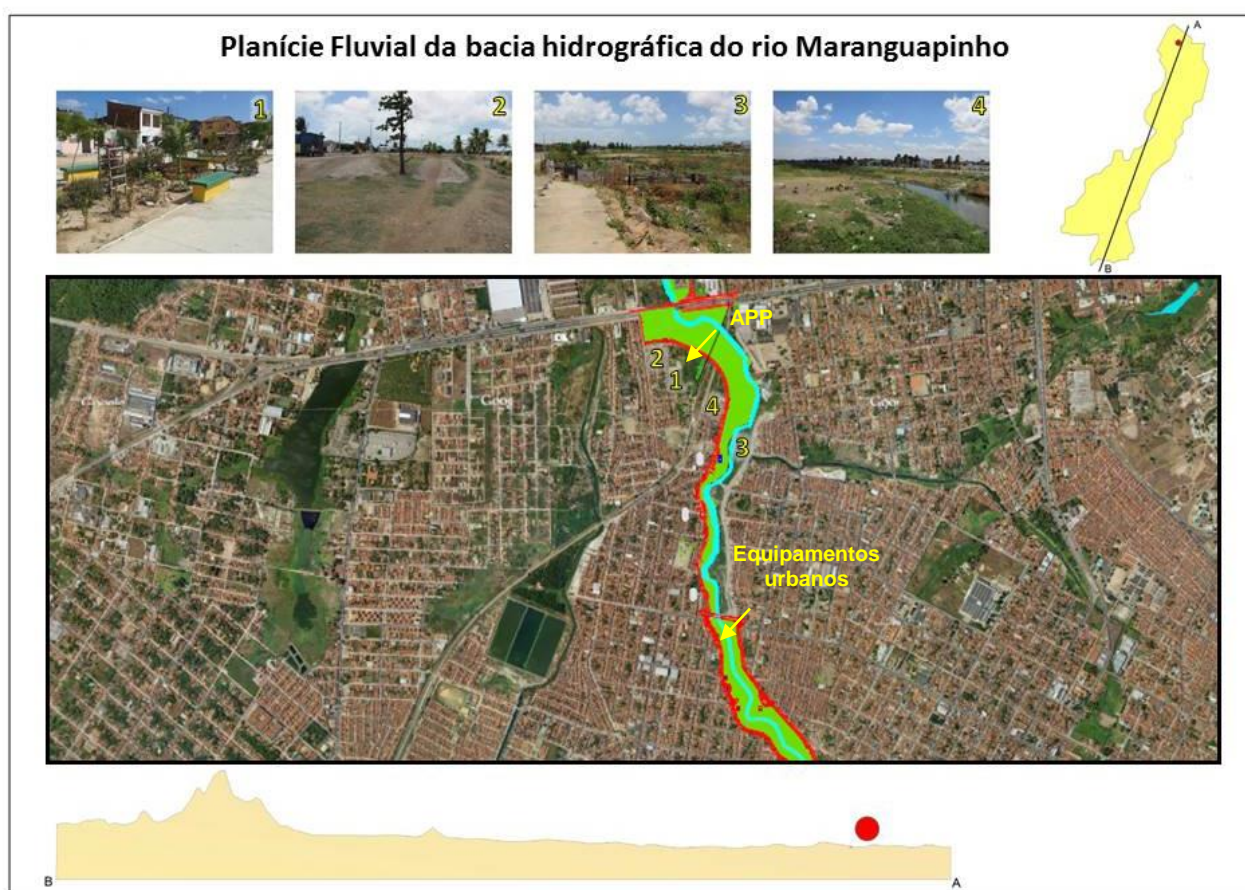 Planície Fluvial da bacia hidrográfica do rio Maranguapinho
1
2
3
4
A
B
APP
2
1
4
3
Equipamentos
urbanos
B
A